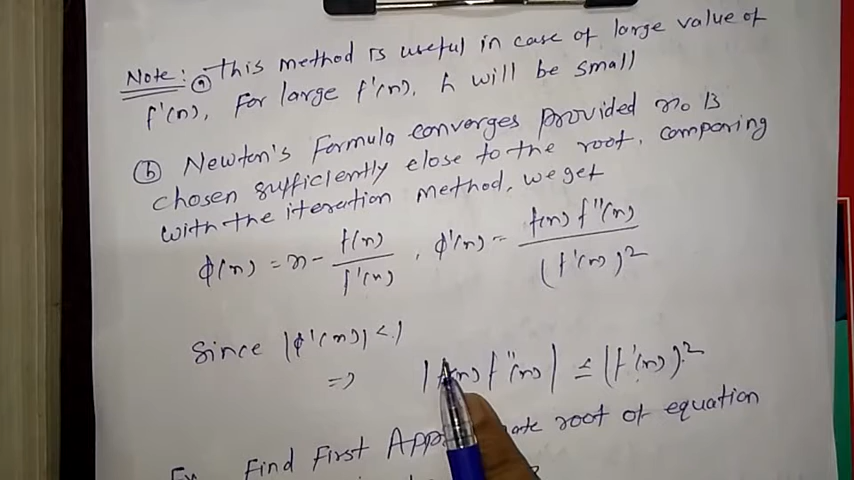 Note: ⓐ This method is useful in case of large value of
f'(n), For large f'(n), h will be small
ⓑ Newton's Formula converges provided n₀ is
chosen sufficiently close to the root. comparing
with the iteration method, we get
ϕ(n) = n - f(n)/f'(n) , ϕ'(n) = f(n) f''(n)/(f'(n))²
Since |ϕ'(n)| < 1
=> |f(n) f''(n)| ≤ (f'(n))²
Find First root of equation